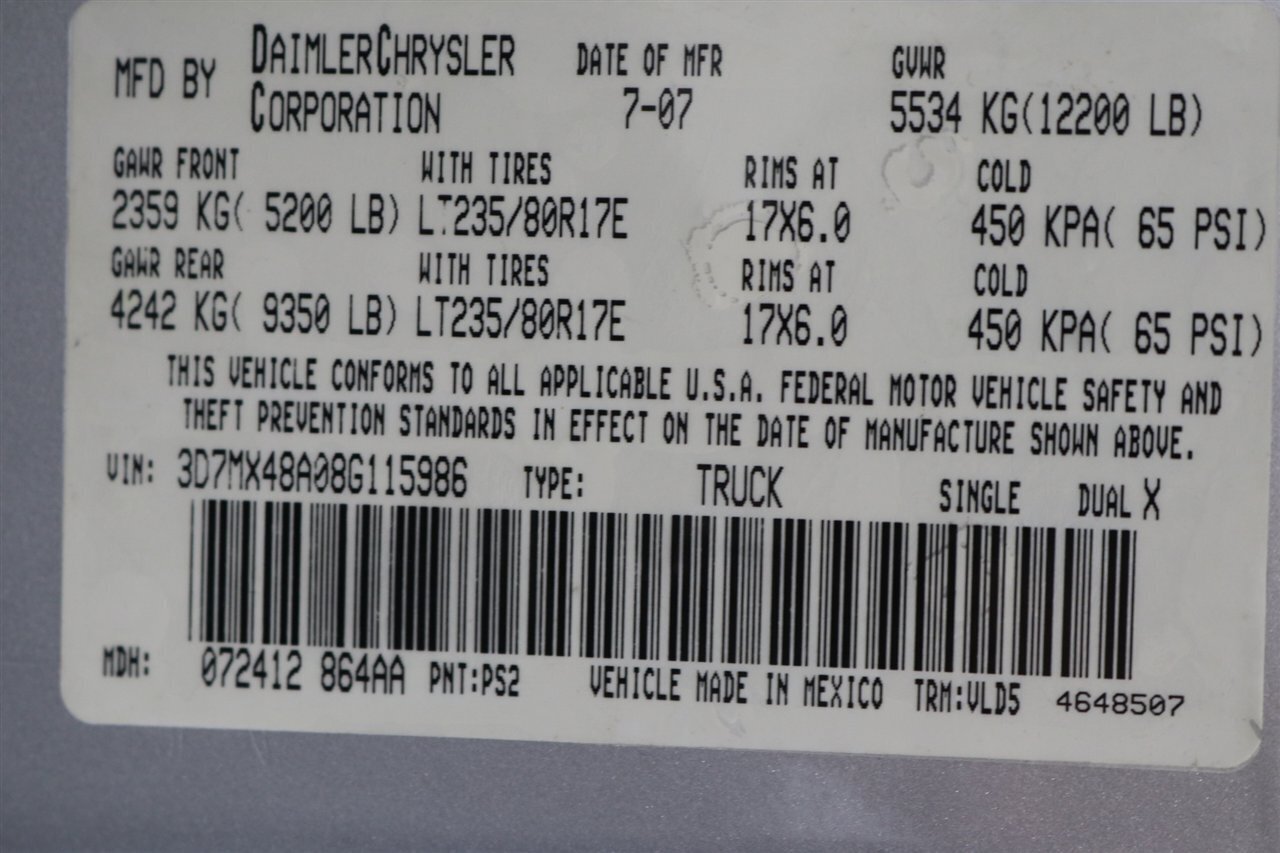 MFD BY DAIMLERCHRYSLER CORPORATION DATE OF MFR 7-07 GVWR 5534 KG(12200 LB)
GAWR FRONT WITH TIRES RIMS AT COLD
2359 KG( 5200 LB) LT235/80R17E 17X6.0 450 KPA( 65 PSI)
GAWR REAR WITH TIRES RIMS AT COLD
4242 KG( 9350 LB) LT235/80R17E 17X6.0 450 KPA( 65 PSI)
THIS VEHICLE CONFORMS TO ALL APPLICABLE U.S.A. FEDERAL MOTOR VEHICLE SAFETY AND
THEFT PREVENTION STANDARDS IN EFFECT ON THE DATE OF MANUFACTURE SHOWN ABOVE.
VIN: 3D7MX48A08G115986 TYPE: TRUCK SINGLE DUAL X
MDH: 072412 864AA PNT:PS2 VEHICLE MADE IN MEXICO TRM:VLD5 4648507